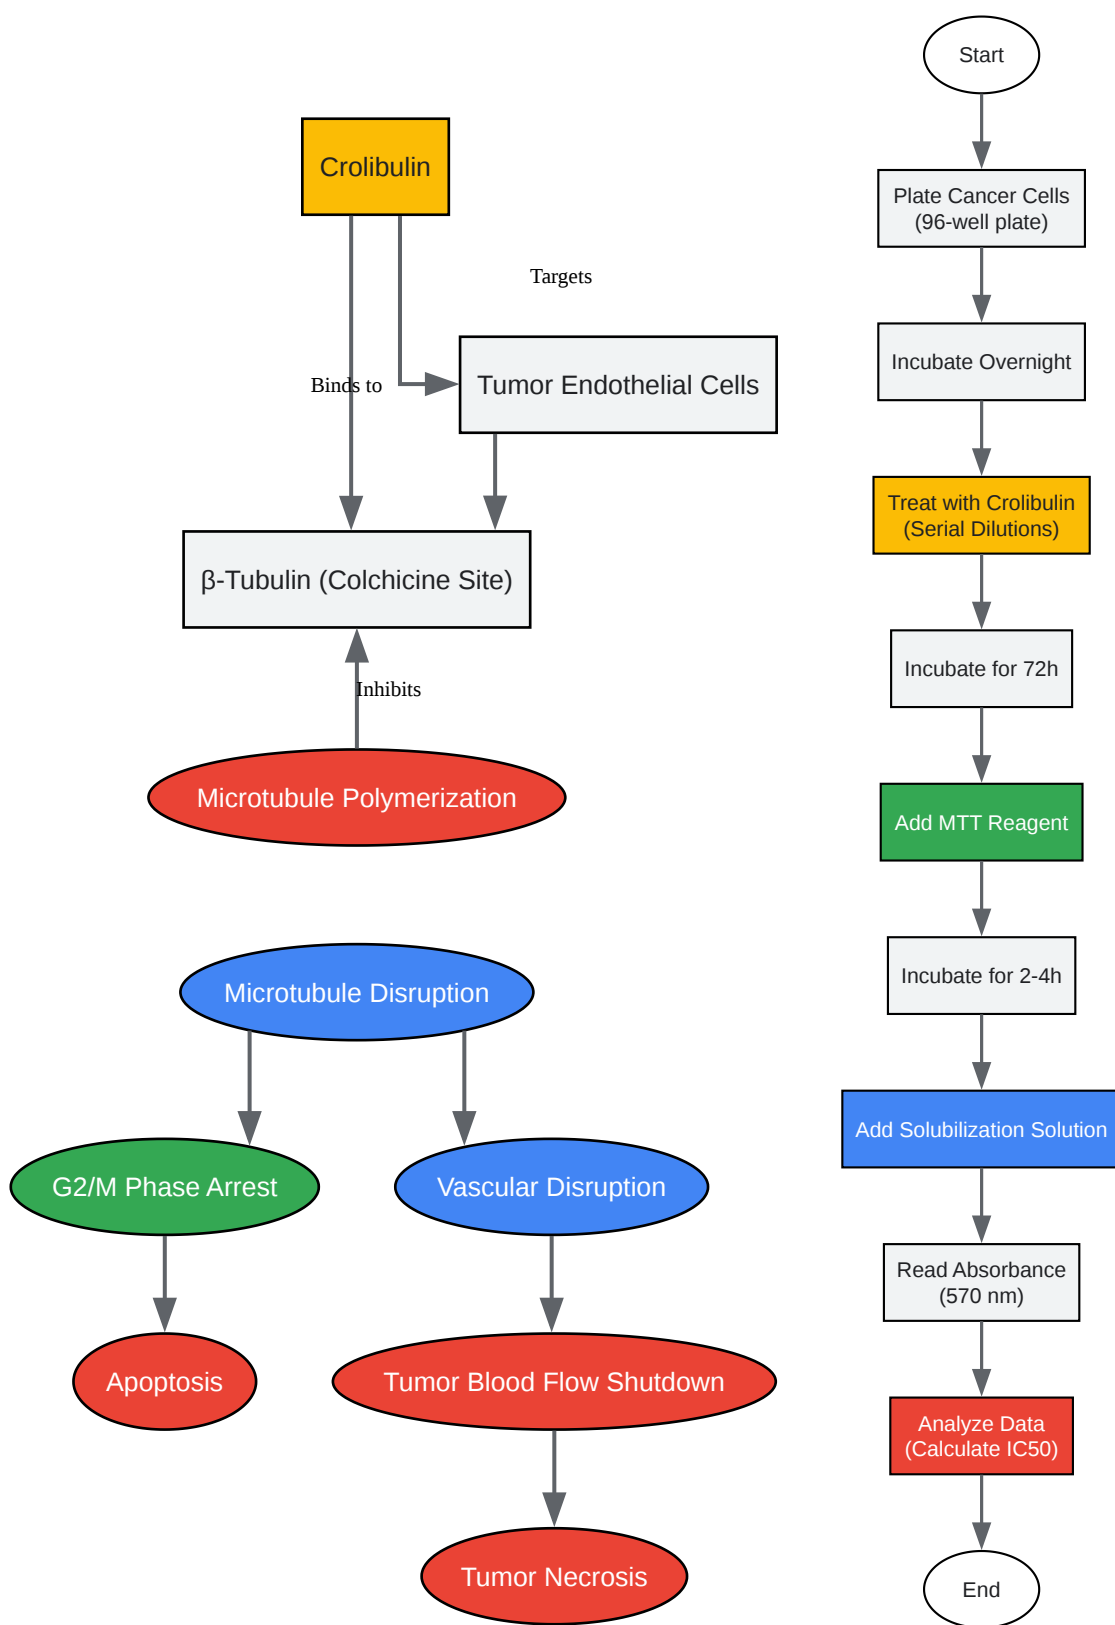 Crolibulin
Targets
Tumor Endothelial Cells
Binds to
β-Tubulin (Colchicine Site)
Inhibits
Microtubule Polymerization
Microtubule Disruption
G2/M Phase Arrest
Vascular Disruption
Apoptosis
Tumor Blood Flow Shutdown
Tumor Necrosis
Start
Plate Cancer Cells
(96-well plate)
Incubate Overnight
Treat with Crolibulin
(Serial Dilutions)
Incubate for 72h
Add MTT Reagent
Incubate for 2-4h
Add Solubilization Solution
Read Absorbance
(570 nm)
Analyze Data
(Calculate IC50)
End